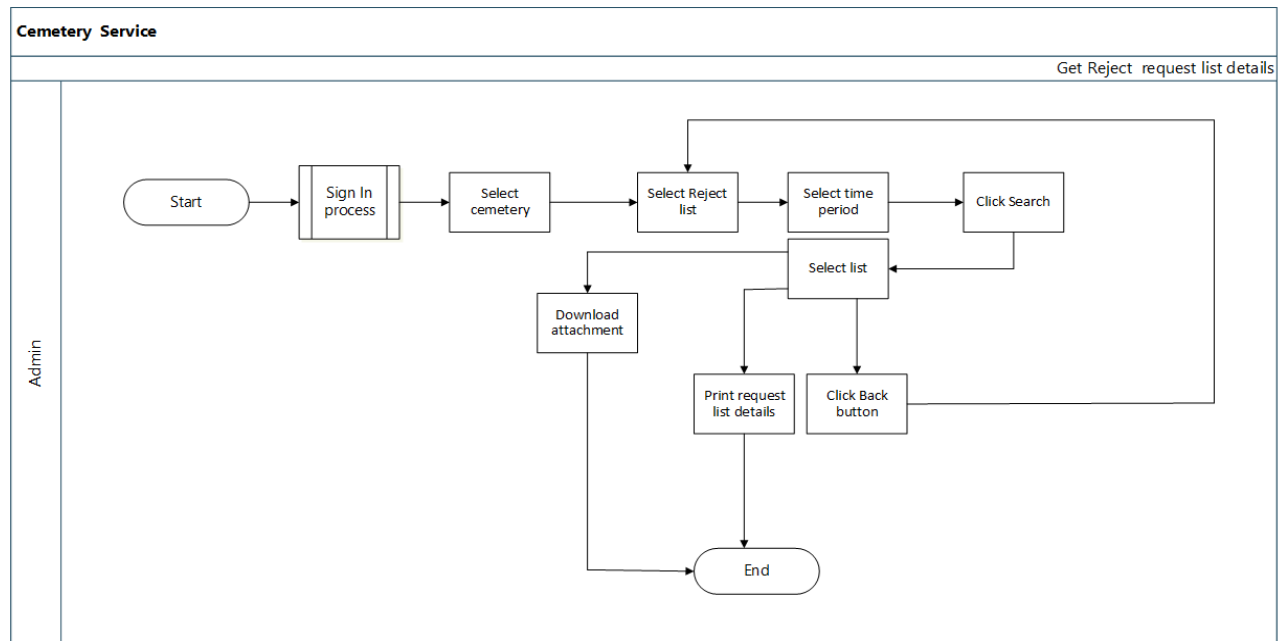 Cemetery Service
Get Reject request list details
Admin
Start
Sign In
process
Select
cemetery
Select Reject
list
Select time
period
Click Search
Select list
Download
attachment
Print request
list details
Click Back
button
End